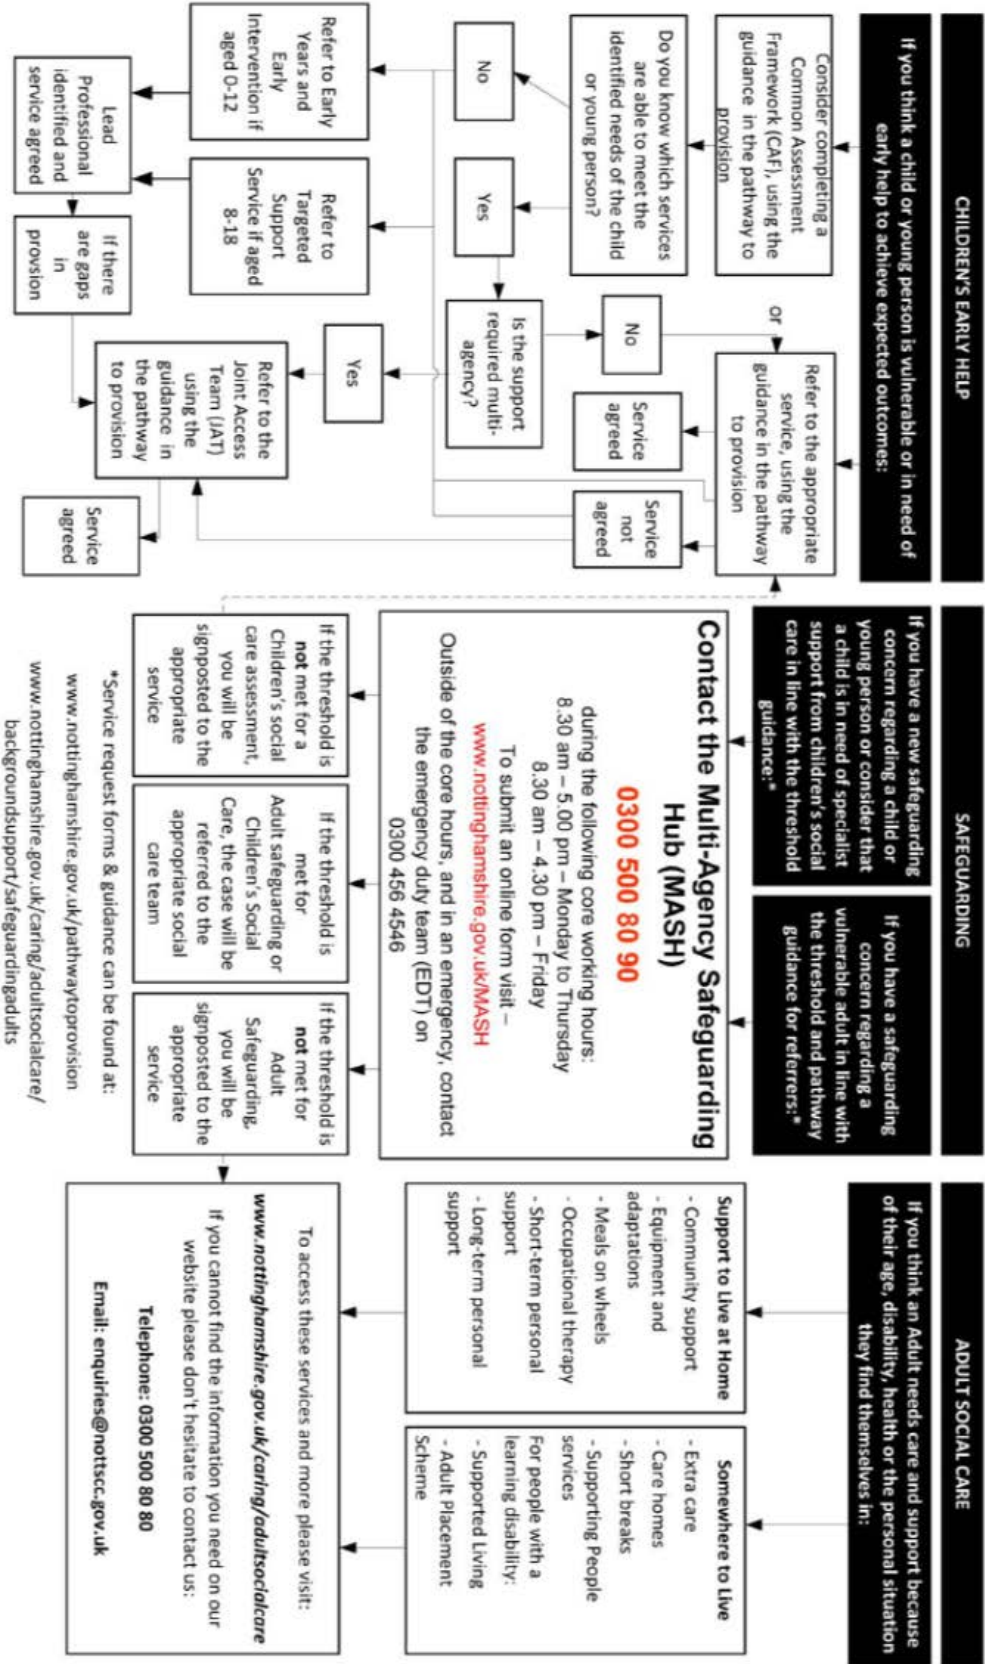 CHILDREN'S EARLY HELP
If you think a child or young person is vulnerable or in need of
early help to achieve expected outcomes:
Consider completing a
Common Assessment
Framework (CAF), using the
guidance in the pathway to
provision
or
Refer to the appropriate
service, using the
guidance in the pathway
to provision
Do you know which services
are able to meet the
identified needs of the child
or young person?
No
Service
agreed
Service
not
agreed
No
Yes
Is the support
required multi-
agency?
Yes
Refer to Early
Years and
Early
Intervention if
aged 0-12
Refer to
Targeted
Support
Service if aged
8-18
Refer to the
Joint Access
Team (JAT)
using the
guidance in
the pathway
to provision
Lead
Professional
identified and
service agreed
If there
are gaps
in
provsion
Service
agreed
SAFEGUARDING
If you have a new safeguarding
concern regarding a child or
young person or consider that
a child is in need of specialist
support from children's social
care in line with the threshold
guidance:*
If you have a safeguarding
concern regarding a
vulnerable adult in line with
the threshold and pathway
guidance for referrers:*
Contact the Multi-Agency Safeguarding
Hub (MASH)
0300 500 80 90
during the following core working hours:
8.30 am – 5.00 pm – Monday to Thursday
8.30 am – 4.30 pm – Friday
To submit an online form visit –
www.nottinghamshire.gov.uk/MASH
Outside of the core hours, and in an emergency, contact
the emergency duty team (EDT) on
0300 456 4546
If the threshold is
not met for a
Children's social
care assessment,
you will be
signposted to the
appropriate
service
If the threshold is
met for
Adult safeguarding or
Children's Social
Care, the case will be
referred to the
appropriate social
care team
If the threshold is
not met for
Adult
Safeguarding,
you will be
signposted to the
appropriate
service
*Service request forms & guidance can be found at:
www.nottinghamshire.gov.uk/pathwaytoprovision
www.nottinghamshire.gov.uk/caring/adultsocialcare/
backgroundsupport/safeguardingadults
ADULT SOCIAL CARE
If you think an Adult needs care and support because
of their age, disability, health or the personal situation
they find themselves in:
Support to Live at Home
- Community support
- Equipment and
adaptations
- Meals on wheels
- Occupational therapy
- Short-term personal
support
- Long-term personal
support
Somewhere to Live
- Extra care
- Care homes
- Short breaks
- Supporting People
services
For people with a
learning disability:
- Supported Living
- Adult Placement
Scheme
To access these services and more please visit:
www.nottinghamshire.gov.uk/caring/adultsocialcare
If you cannot find the information you need on our
website please don't hesitate to contact us:
Telephone: 0300 500 80 80
Email: enquiries@nottscc.gov.uk